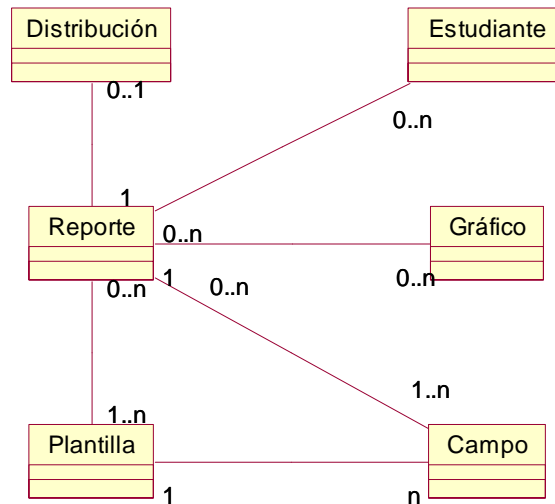 Distribución
Estudiante
0..1
0..n
1
Reporte
Gráfico
0..n
0..n
1
0..n
0..n
1..n
1..n
Plantilla
Campo
1
n